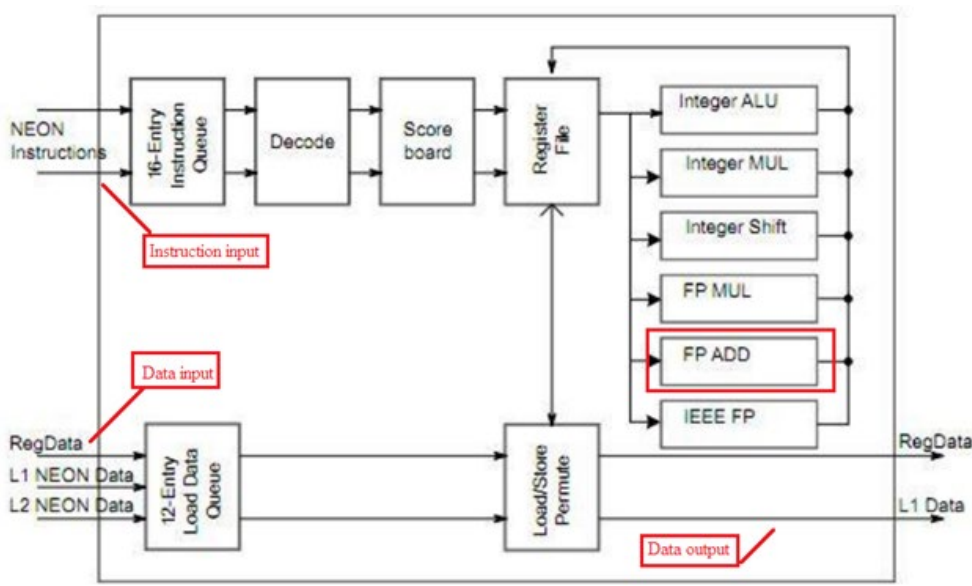 NEON
Instructions
16-Entry
Instruction
Queue
Decode
Score
board
Register
File
Integer ALU
Integer MUL
Integer Shift
FP MUL
FP ADD
IEEE FP
Instruction input
Data input
RegData
L1 NEON Data
L2 NEON Data
12-Entry
Load Data
Queue
Load/Store
Permute
RegData
L1 Data
Data output